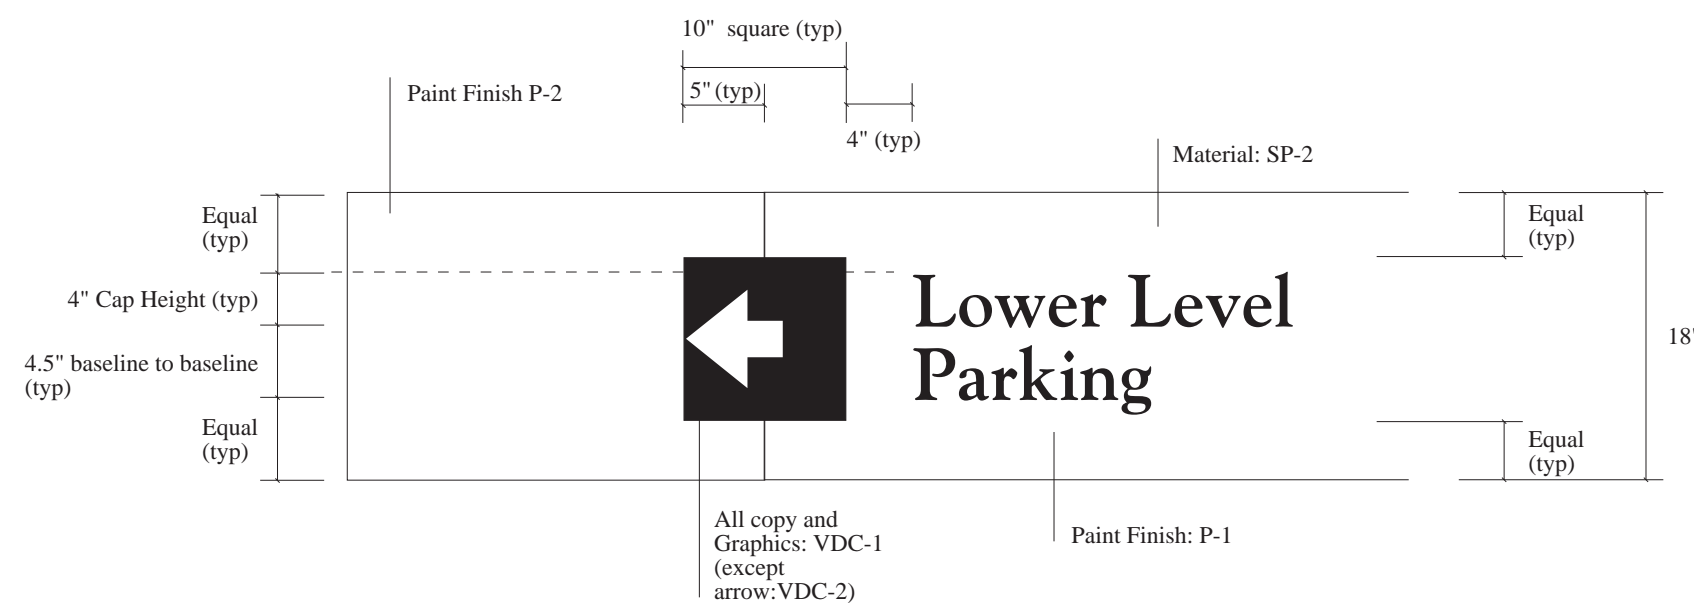 10" square (typ)
5" (typ)
4" (typ)
Paint Finish P-2
Material: SP-2
Equal
(typ)
4" Cap Height (typ)
4.5" baseline to baseline
(typ)
Equal
(typ)
Lower Level
Parking
Equal
(typ)
18"
Equal
(typ)
All copy and
Graphics: VDC-1
(except
arrow:VDC-2)
Paint Finish: P-1